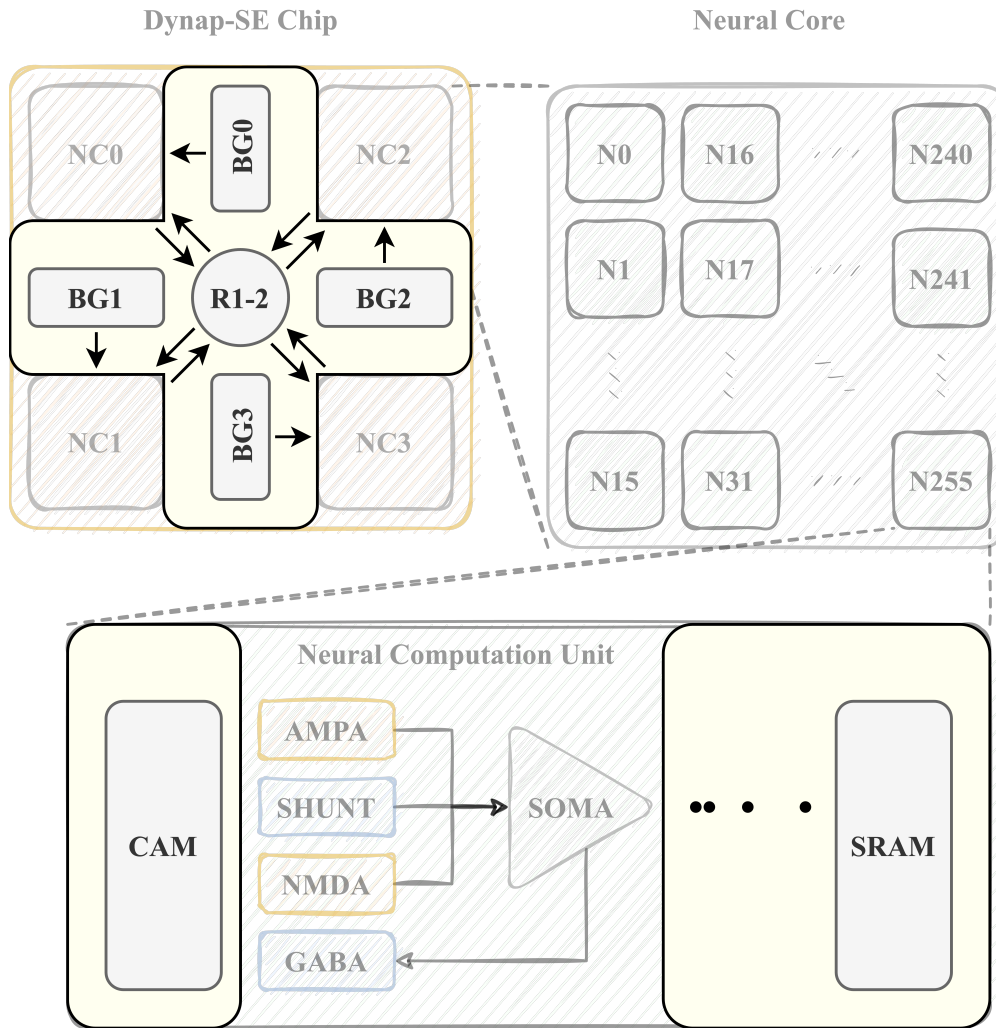 Dynap-SE Chip
Neural Core
NC0
BG0
NC2
BG1
R1-2
BG2
NC1
BG3
NC3
N0
N16
N240
N1
N17
N241
N15
N31
N255
Neural Computation Unit
AMPA
SHUNT
SOMA
CAM
SRAM
NMDA
GABA